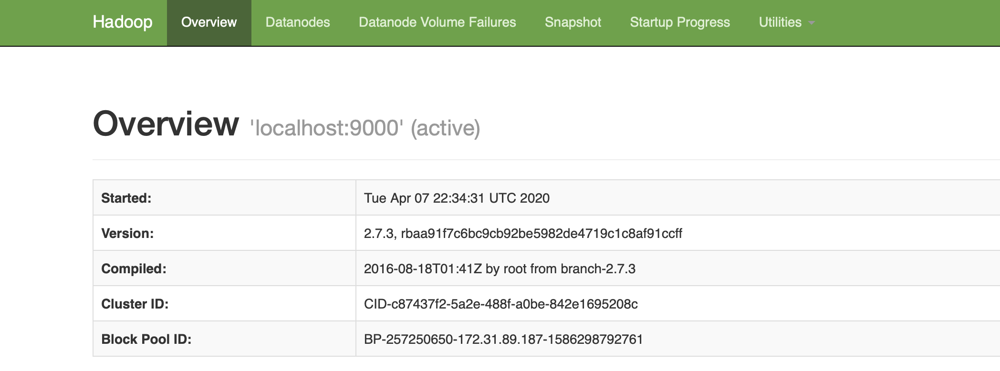 Hadoop Overview Datanodes Datanode Volume Failures Snapshot Startup Progress Utilities
Overview 'localhost:9000' (active)
Started: Tue Apr 07 22:34:31 UTC 2020
Version: 2.7.3, rbaa91f7c6bc9cb92be5982de4719c1c8af91ccff
Compiled: 2016-08-18T01:41Z by root from branch-2.7.3
Cluster ID: CID-c87437f2-5a2e-488f-a0be-842e1695208c
Block Pool ID: BP-257250650-172.31.89.187-1586298792761